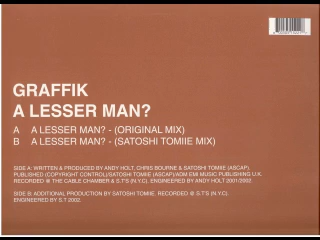 GRAFFIK
A LESSER MAN?
A A LESSER MAN? - (ORIGINAL MIX)
B A LESSER MAN? - (SATOSHI TOMIIE MIX)
SIDE A: WRITTEN & PRODUCED BY ANDY HOLT, CHRIS BOURNE & SATOSHI TOMIIE (ASCAP).
PUBLISHED (COPYRIGHT CONTROL)/SATOSHI TOMIIE (ASCAP)/ADM EMI MUSIC PUBLISHING U.K.
RECORDED @ THE CABLE CHAMBER & S.T'S (N.Y.C). ENGINEERED BY ANDY HOLT 2001/2002.
SIDE B: ADDITIONAL PRODUCTION BY SATOSHI TOMIIE. RECORDED @ S.T'S (N.Y.C).
ENGINEERED BY S.T 2002.